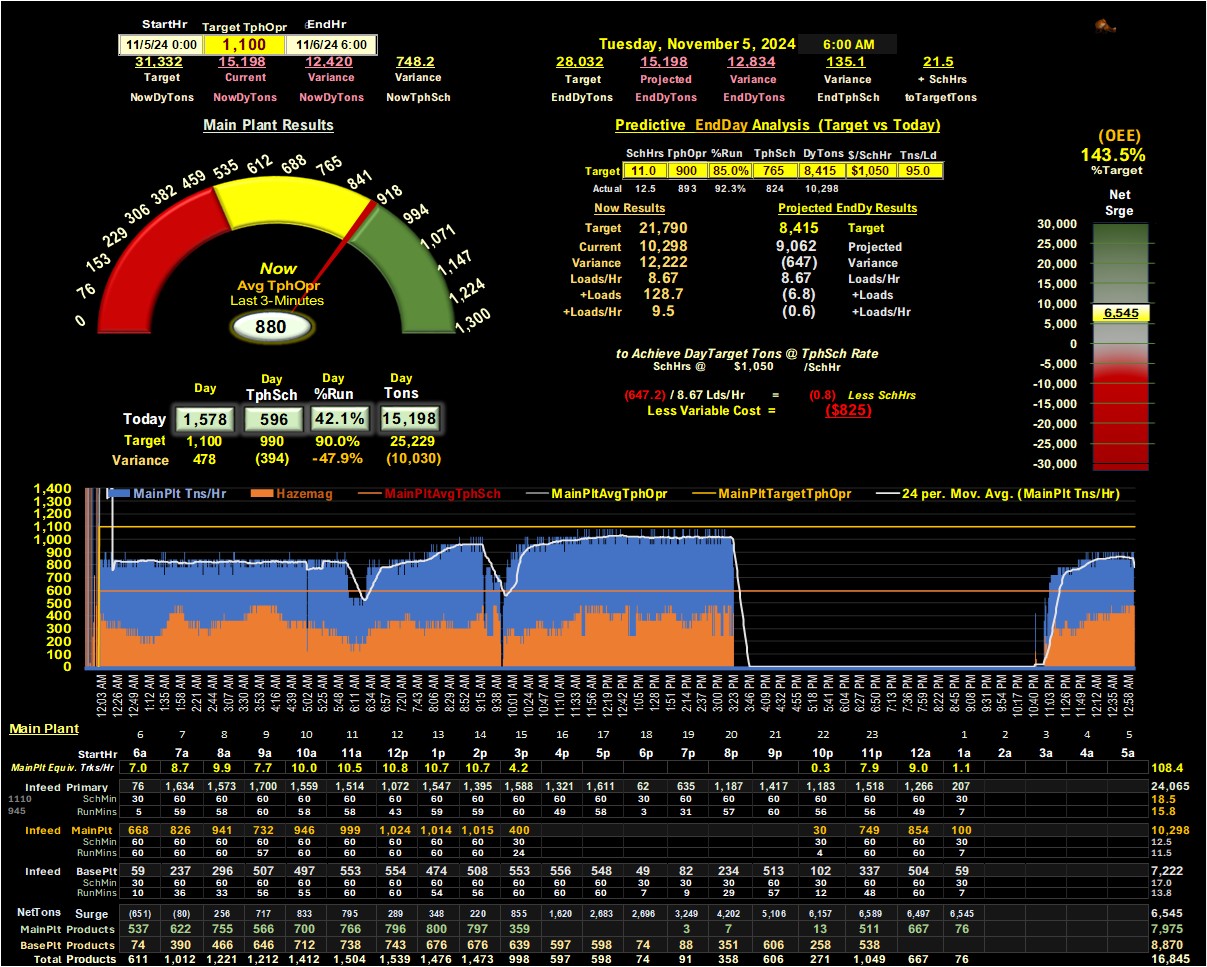 StartHr Target TphOpr EndHr
11/5/24 0:00 1,100 11/6/24 6:00 Tuesday, November 5, 2024 6:00 AM
31,332 15,198 12,420 748.2 28,032 15,198 12,834 135.1 21.5
Target Current Variance Variance Target Projected Variance Variance + SchHrs
NowDyTons NowDyTons NowDyTons NowTphSch EndDyTons EndDyTons EndDyTons EndTphSch toTargetTons
Main Plant Results
0 76 153 229 306 382 459 535 612 688 765 841 918 994 1,071 1,147 1,224 1,300
Now
Avg TphOpr
Last 3-Minutes
880
Predictive EndDay Analysis (Target vs Today)
SchHrs TphOpr %Run TphSch DyTons $/SchHr Tns/Ld
Target 11.0 900 85.0% 765 8,415 $1,050 95.0
Actual 12.5 893 92.3% 824 10,298
Now Results Projected EndDy Results
Target 21,790 8,415 Target
Current 10,298 9,062 Projected
Variance 12,222 (647) Variance
Loads/Hr 8.67 8.67 Loads/Hr
+Loads 128.7 (6.8) +Loads
+Loads/Hr 9.5 (0.6) +Loads/Hr
to Achieve DayTarget Tons @ TphSch Rate
SchHrs @ $1,050 /SchHr
(647.2) / 8.67 Lds/Hr = (0.8) Less SchHrs
Less Variable Cost = ($825)
(OEE)
143.5%
%Target
Net
Srge
30,000
25,000
20,000
15,000
10,000
6,545
5,000
0
-5,000
-10,000
-15,000
-20,000
-25,000
-30,000
Day Day Day Day
TphSch %Run Tons
Today 1,578 596 42.1% 15,198
Target 1,100 990 90.0% 25,229
Variance 478 (394) -47.9% (10,030)
MainPlt Tns/Hr Hazemag MainPltAvgTphSch MainPltAvgTphOpr MainPltTargetTphOpr 24 per. Mov. Avg. (MainPlt Tns/Hr)
1,400
1,300
1,200
1,100
1,000
900
800
700
600
500
400
300
200
100
0
12:03 AM 12:26 AM 12:49 AM 1:12 AM 1:35 AM 1:58 AM 2:21 AM 2:44 AM 3:07 AM 3:30 AM 3:53 AM 4:16 AM 4:39 AM 5:02 AM 5:25 AM 5:48 AM 6:11 AM 6:34 AM 6:57 AM 7:20 AM 7:43 AM 8:06 AM 8:29 AM 8:52 AM 9:15 AM 9:38 AM 10:01 AM 10:24 AM 10:47 AM 11:10 AM 11:33 AM 11:56 AM 12:19 PM 12:42 PM 1:05 PM 1:28 PM 1:51 PM 2:14 PM 2:37 PM 3:00 PM 3:23 PM 3:46 PM 4:09 PM 4:32 PM 4:55 PM 5:18 PM 5:41 PM 6:04 PM 6:27 PM 6:50 PM 7:13 PM 7:36 PM 7:59 PM 8:22 PM 8:45 PM 9:08 PM 9:31 PM 9:54 PM 10:17 PM 10:40 PM 11:03 PM 11:26 PM 11:49 PM 12:12 AM 12:35 AM 12:58 AM
Main Plant 6 7 8 9 10 11 12 13 14 15 16 17 18 19 20 21 22 23 1 2 3 4 5
StartHr 6a 7a 8a 9a 10a 11a 12p 1p 2p 3p 4p 5p 6p 7p 8p 9p 10p 11p 12a 1a 2a 3a 4a 5a
MainPlt Equiv. Trks/Hr 7.0 8.7 9.9 7.7 10.0 10.5 10.8 10.7 10.7 4.2 0.3 7.9 9.0 1.1 108.4
Infeed Primary 76 1,634 1,573 1,700 1,559 1,514 1,072 1,547 1,395 1,588 1,321 1,611 62 635 1,187 1,417 1,183 1,518 1,266 207 24,065
1110 SchMin 30 60 60 60 60 60 60 60 60 60 60 60 30 60 60 60 60 60 60 30 18.5
945 RunMins 5 59 58 60 58 58 43 59 59 60 49 58 3 31 57 60 56 56 49 7 15.8
Infeed MainPlt 668 826 941 732 946 999 1,024 1,014 1,015 400 30 749 854 100 10,298
SchMin 60 60 60 60 60 60 60 60 60 30 30 60 60 30 12.5
RunMins 60 60 60 57 60 60 60 60 60 24 4 60 60 7 11.5
Infeed BasePlt 59 237 296 507 497 553 554 474 508 553 556 548 49 82 234 513 102 337 504 59 7,222
SchMin 30 60 60 60 60 60 60 60 60 60 60 60 30 30 60 60 30 60 60 30 17.0
RunMins 10 36 33 56 55 60 60 54 56 60 60 60 7 9 29 57 12 48 60 7 13.8
NetTons Surge (651) (80) 256 717 833 795 289 348 220 855 1,620 2,683 2,696 3,249 4,202 5,106 6,157 6,589 6,497 6,545 6,545
MainPlt Products 537 622 755 566 700 766 796 800 797 359 3 7 13 511 667 76 7,975
BasePlt Products 74 390 466 646 712 738 743 676 676 639 597 598 74 88 351 606 258 538 8,870
Total Products 611 1,012 1,221 1,212 1,412 1,504 1,539 1,476 1,473 998 597 598 74 91 358 606 271 1,049 667 76 16,845